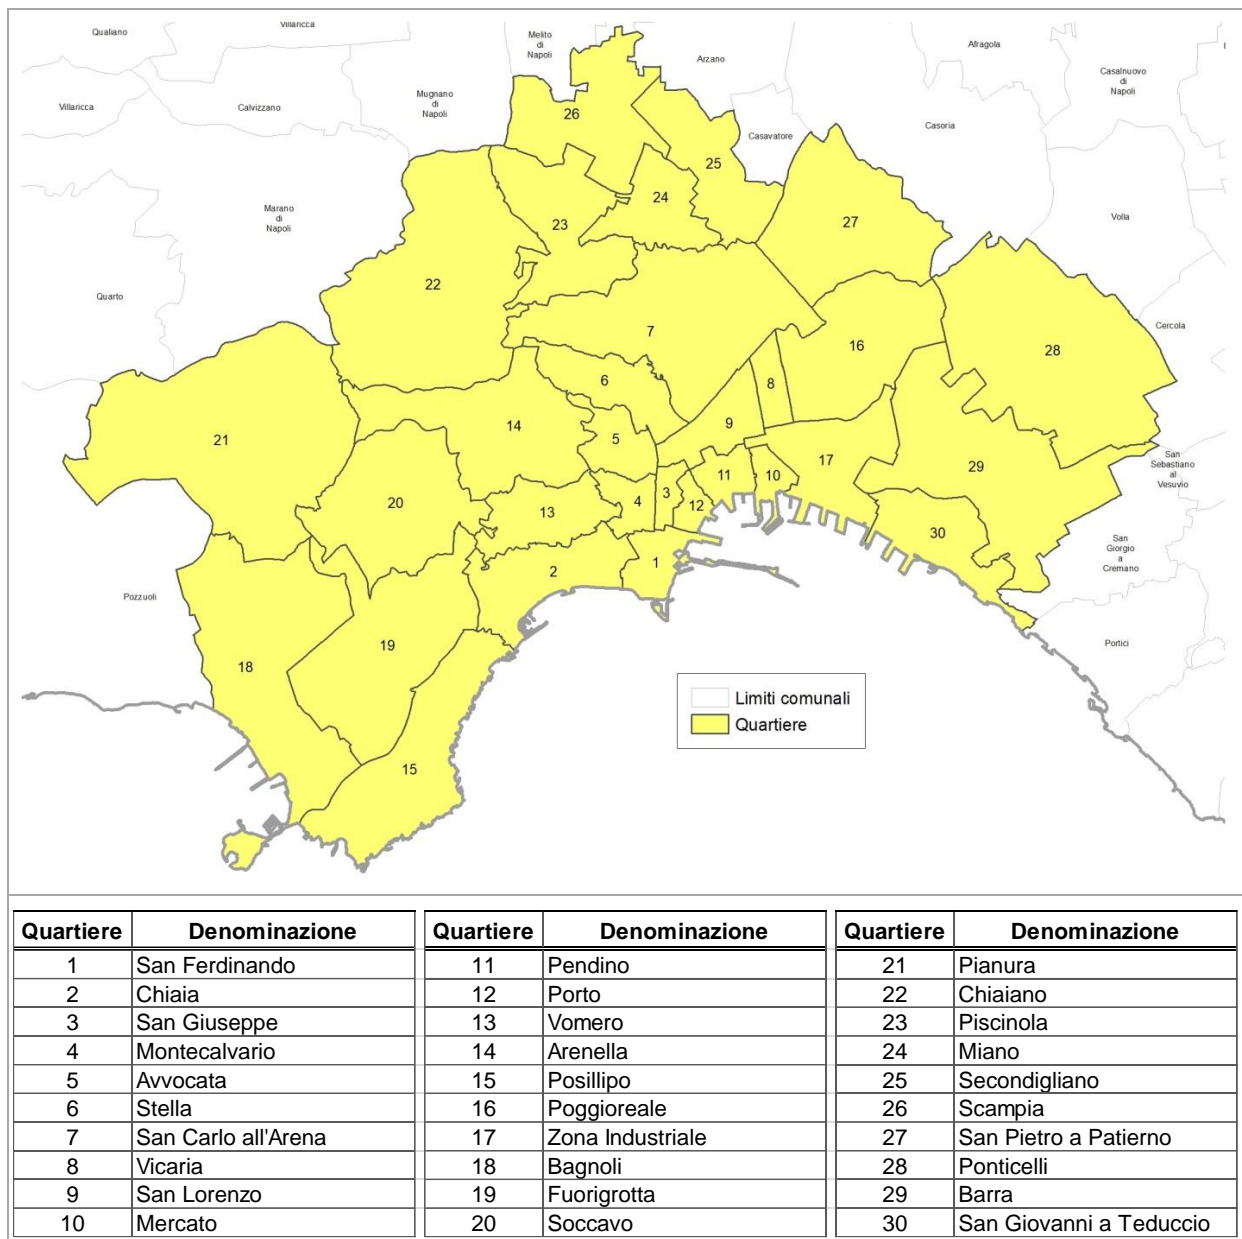 Qualiano
Villaricca
Melito
di
Napoli
Arzano
Afragola
Casalnuovo
di
Napoli
Villaricca
Calvizzano
Mugnano
di
Napoli
26
Casavatore
Casoria
25
Marano
di
Napoli
24
23
27
Volla
22
Quarto
7
16
28
Cercola
6
8
21
14
5
9
17
29
San
Sebastiano
al
Vesuvio
20
13
4
3
12
11
10
30
San
Giorgio
a
Cremano
1
2
Pozzuoli
18
19
Portici
15
Limiti comunali
Quartiere
Quartiere Denominazione Quartiere Denominazione Quartiere Denominazione
1 San Ferdinando 11 Pendino 21 Pianura
2 Chiaia 12 Porto 22 Chiaiano
3 San Giuseppe 13 Vomero 23 Piscinola
4 Montecalvario 14 Arenella 24 Miano
5 Avvocata 15 Posillipo 25 Secondigliano
6 Stella 16 Poggioreale 26 Scampia
7 San Carlo all'Arena 17 Zona Industriale 27 San Pietro a Patierno
8 Vicaria 18 Bagnoli 28 Ponticelli
9 San Lorenzo 19 Fuorigrotta 29 Barra
10 Mercato 20 Soccavo 30 San Giovanni a Teduccio